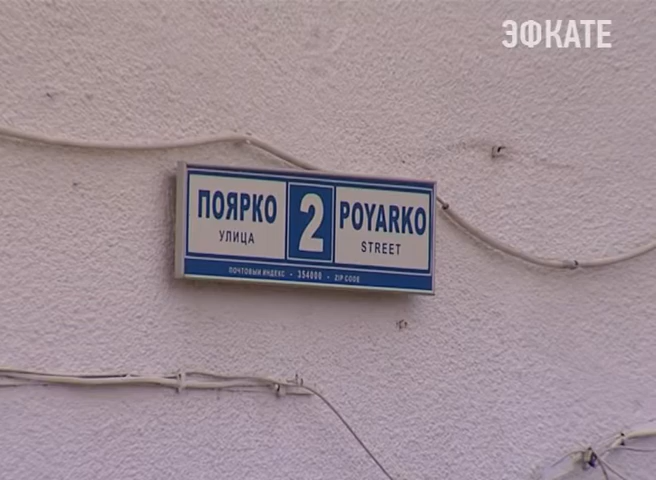 ЭФКАТЕ
ПОЯРКО
УЛИЦА
2
POYARKO
STREET
ПОЧТОВЫЙ ИНДЕКС - 354000 - ZIP CODE